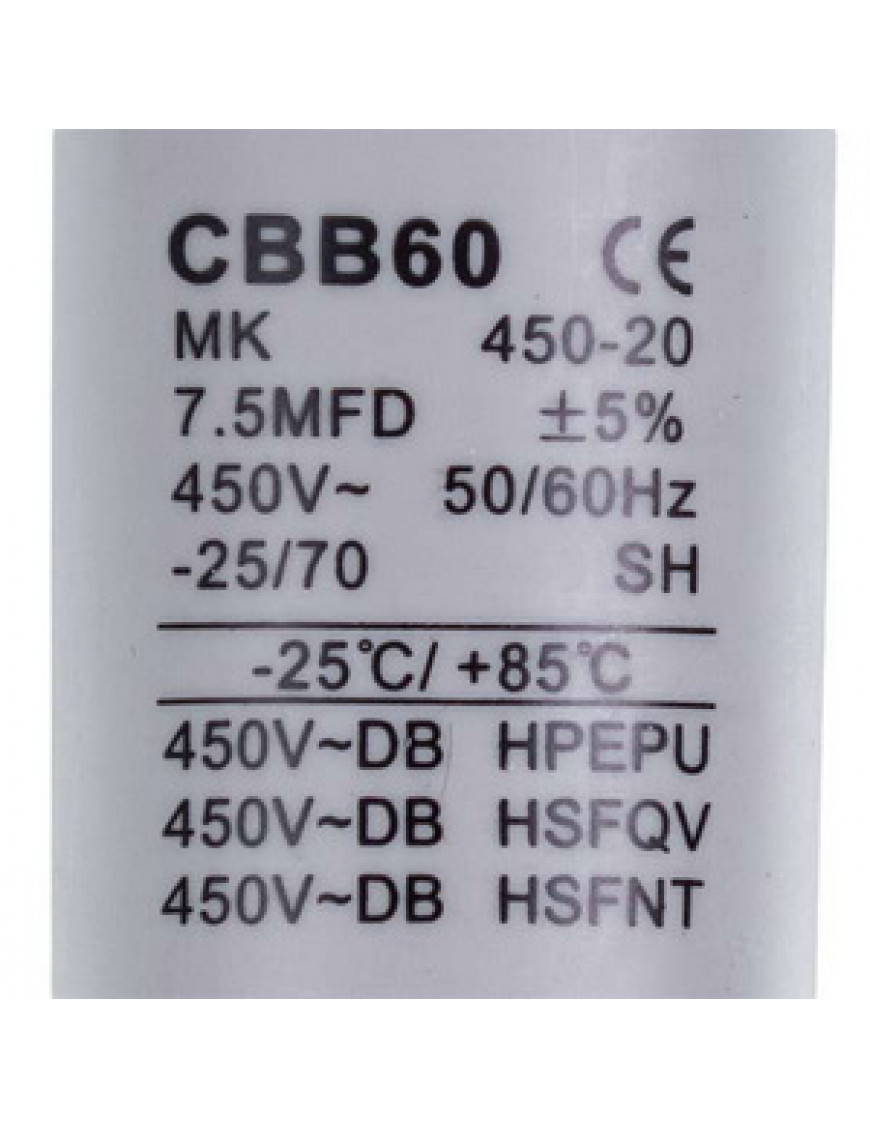 CBB60 CE
MK 450-20
7.5MFD ±5%
450V~ 50/60Hz
-25/70 SH
-25℃/ +85℃
450V~DB HPEPU
450V~DB HSFQV
450V~DB HSFNT